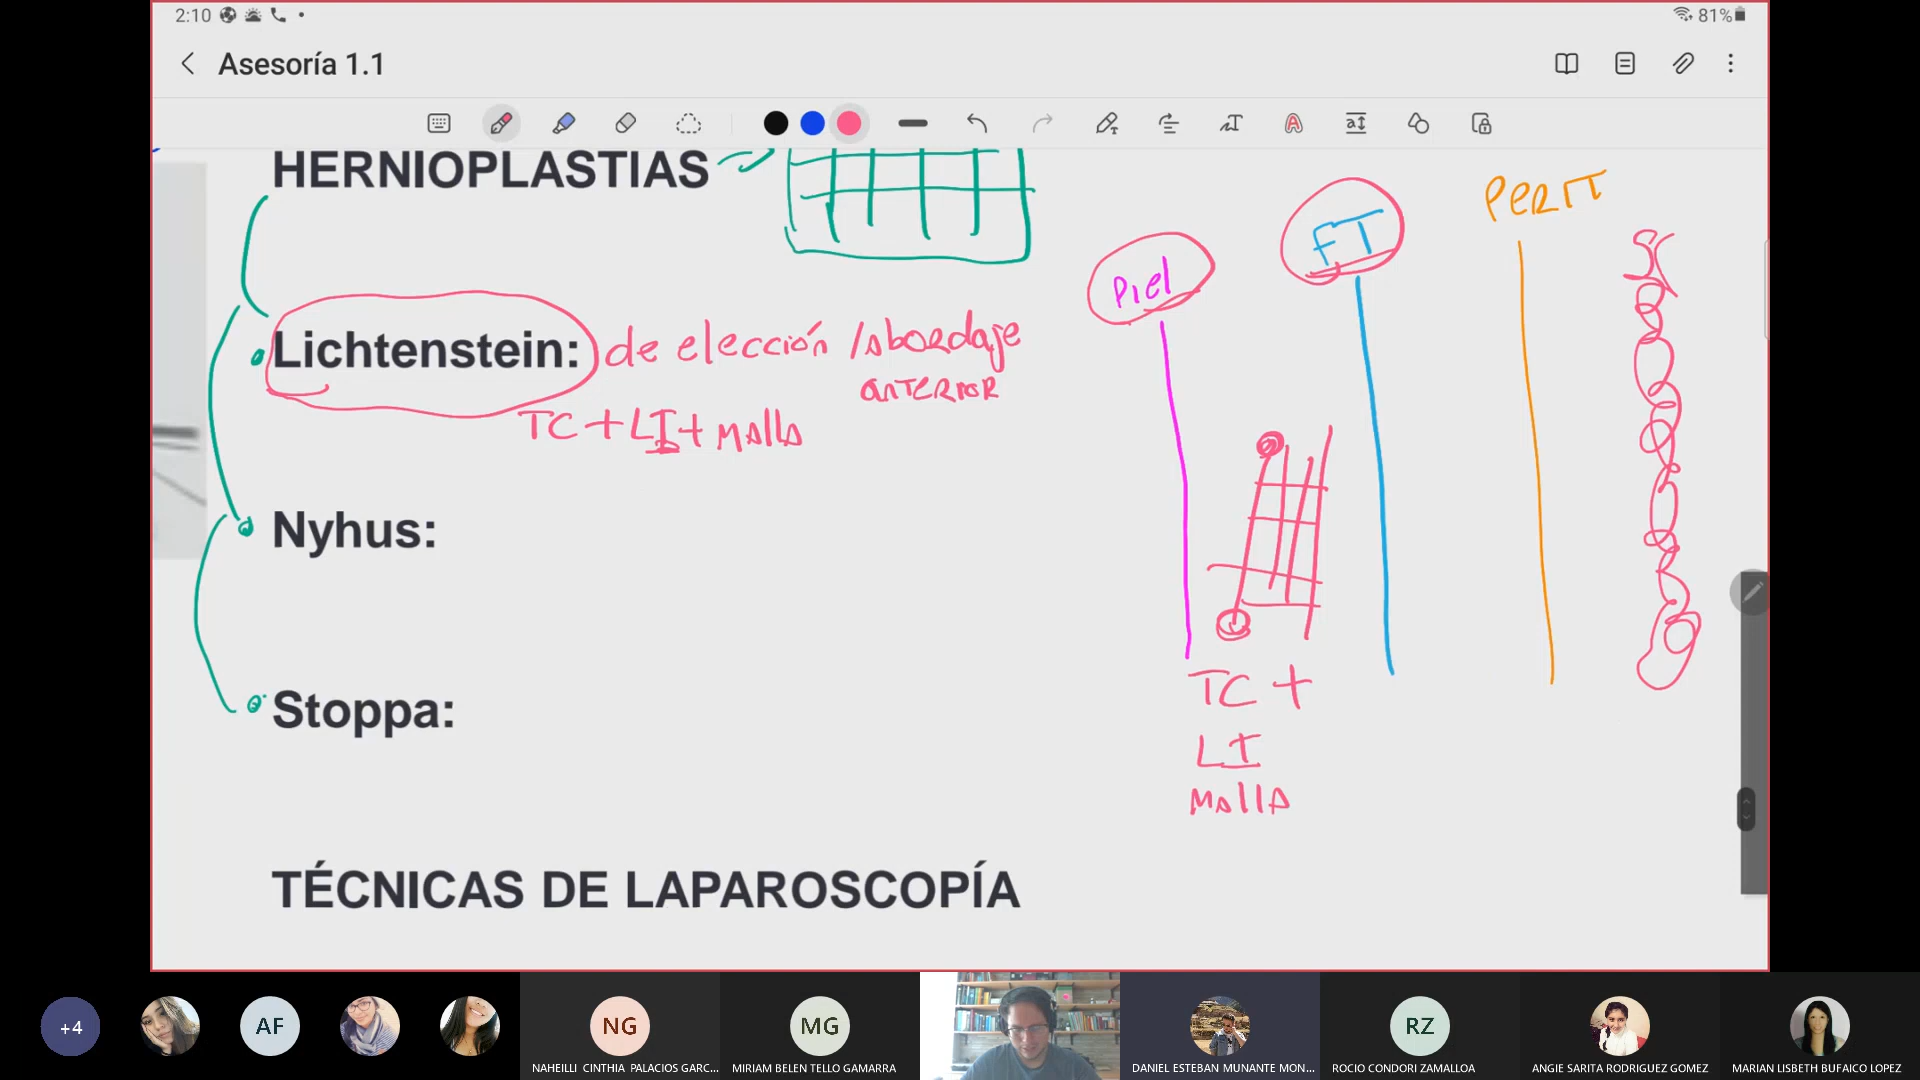 2:10
81%
Asesoría 1.1
HERNIOPLASTIAS
PERIT
FT
Piel
Lichtenstein: de elección / abordaje
anterior
TC + LI + malla
Nyhus:
Stoppa:
TC +
LI
malla
TÉCNICAS DE LAPAROSCOPÍA
+4
AF
NG
MG
RZ
NAHEILLI CINTHIA PALACIOS GARC...
MIRIAM BELEN TELLO GAMARRA
DANIEL ESTEBAN MUNANTE MON...
ROCIO CONDORI ZAMALLOA
ANGIE SARITA RODRIGUEZ GOMEZ
MARIAN LISBETH BUFAICO LOPEZ